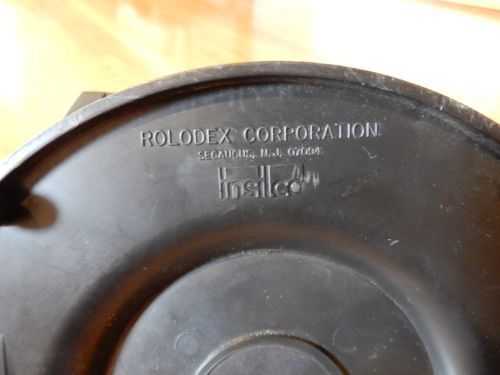 ROLODEX CORPORATION
SECAUCUS, N.J. 07094
Insilco